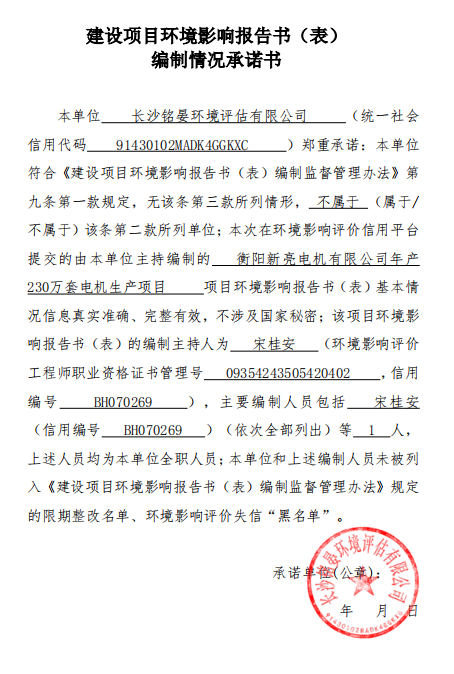 建设项目环境影响报告书（表）
编制情况承诺书
本单位 长沙铭晏环境评估有限公司 （统一社会
信用代码 91430102MADK4GGKXC ）郑重承诺：本单位
符合《建设项目环境影响报告书（表）编制监督管理办法》第
九条第一款规定，无该条第三款所列情形， 不属于 （属于/
不属于）该条第二款所列单位；本次在环境影响评价信用平台
提交的由本单位主持编制的 衡阳新亮电机有限公司年产
230万套电机生产项目 项目环境影响报告书（表）基本情
况信息真实准确、完整有效，不涉及国家秘密；该项目环境影
响报告书（表）的编制主持人为 宋桂安 （环境影响评价
工程师职业资格证书管理号 09354243505420402 ，信用
编号 BH070269 ），主要编制人员包括 宋桂安
（信用编号 BH070269 ）（依次全部列出）等 1 人，
上述人员均为本单位全职人员；本单位和上述编制人员未被列
入《建设项目环境影响报告书（表）编制监督管理办法》规定
的限期整改名单、环境影响评价失信“黑名单”。
承诺单位(公章)：
年 月 日
长沙铭晏环境评估有限公司
91430102MADK4GGKXC